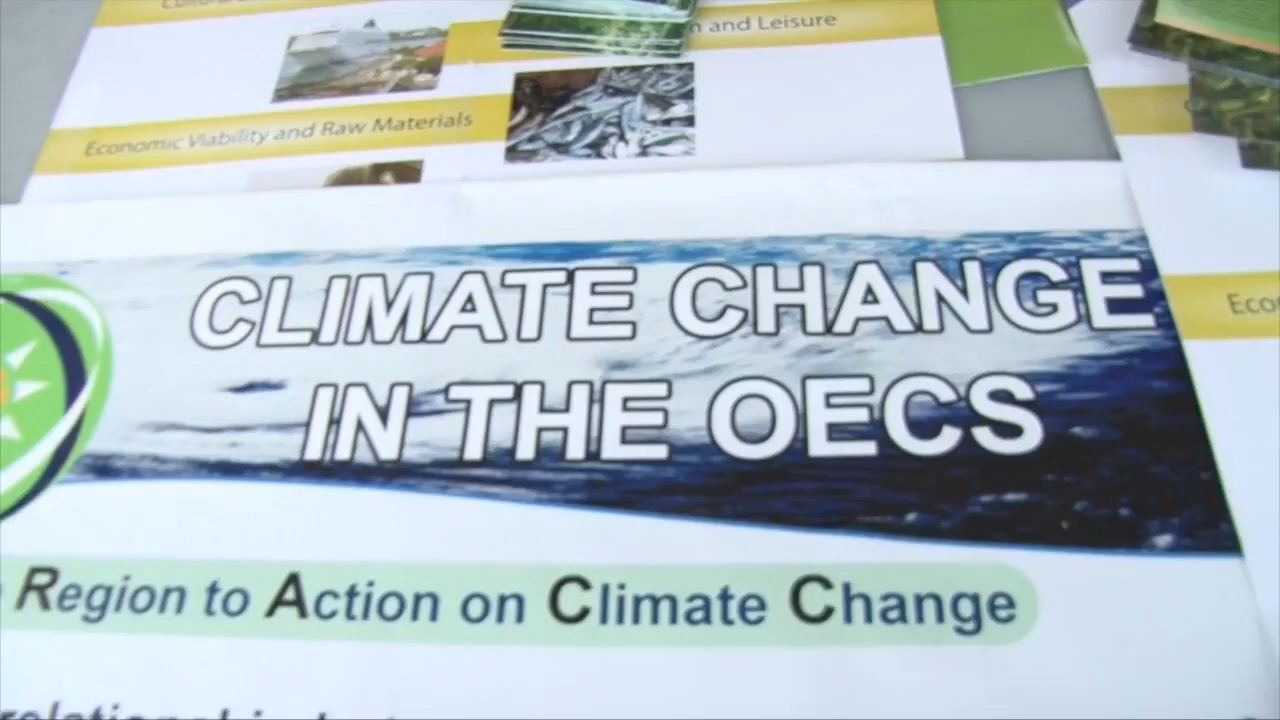 and Leisure
Economic Viability and Raw Materials
CLIMATE CHANGE
IN THE OECS
Region to Action on Climate Change